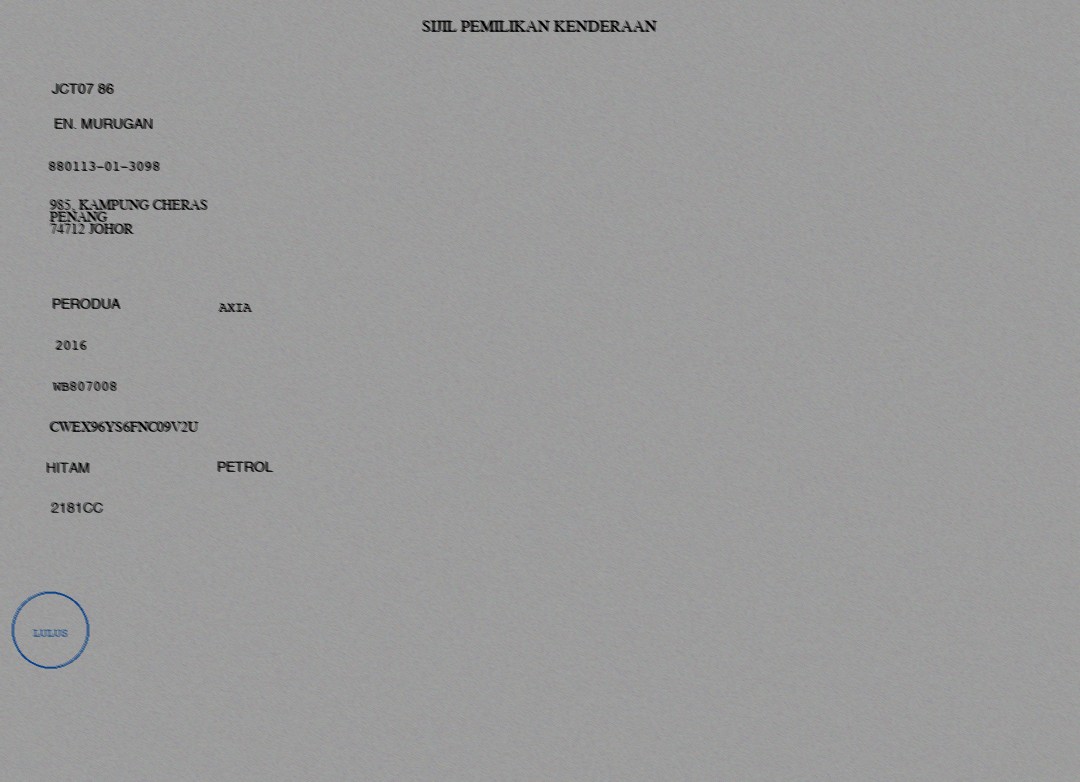 SIJIL PEMILIKAN KENDERAAN
JCT07 86
EN. MURUGAN
880113-01-3098
985, KAMPUNG CHERAS
PENANG
74712 JOHOR
PERODUA AXIA
2016
WB807008
CWEX96YS6FNC09V2U
HITAM PETROL
2181CC
LULUS